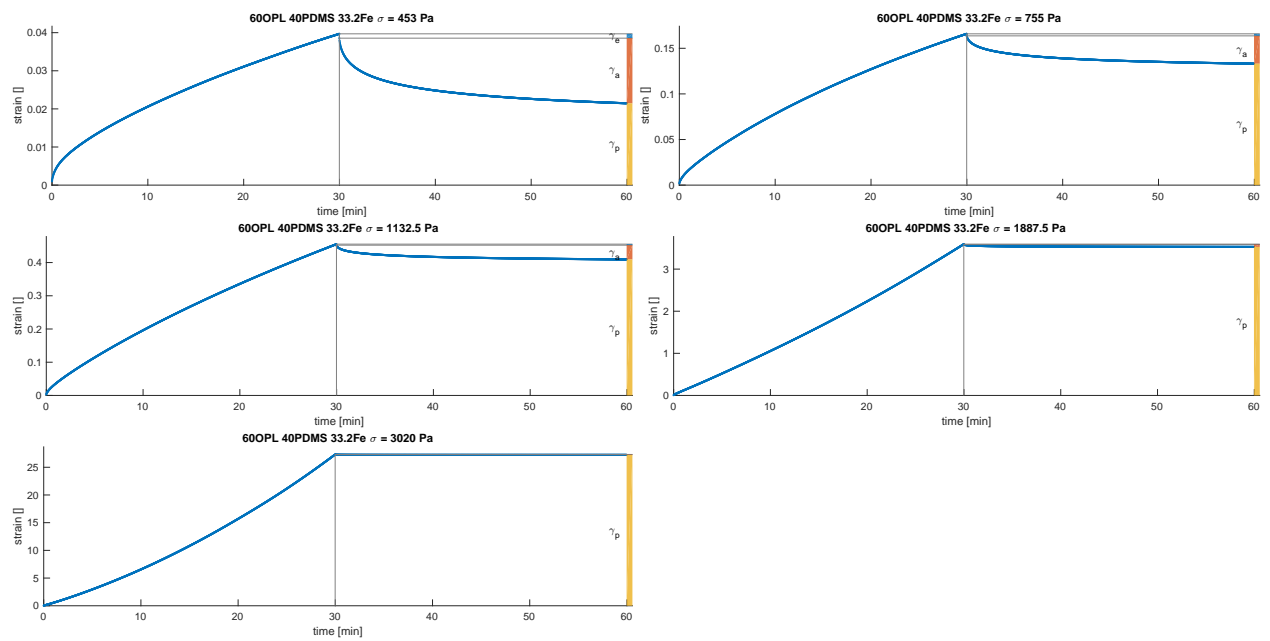 60OPL 40PDMS 33.2Fe σ = 453 Pa
strain []
0.04
0.03
0.02
0.01
0
γe
γa
γp
0 10 20 30 40 50 60
time [min]
60OPL 40PDMS 33.2Fe σ = 755 Pa
strain []
0.15
0.1
0.05
0
γa
γp
0 10 20 30 40 50 60
time [min]
60OPL 40PDMS 33.2Fe σ = 1132.5 Pa
strain []
0.4
0.3
0.2
0.1
0
γa
γp
0 10 20 30 40 50 60
time [min]
60OPL 40PDMS 33.2Fe σ = 1887.5 Pa
strain []
3
2
1
0
γp
0 10 20 30 40 50 60
time [min]
60OPL 40PDMS 33.2Fe σ = 3020 Pa
strain []
25
20
15
10
5
0
γp
0 10 20 30 40 50 60
time [min]